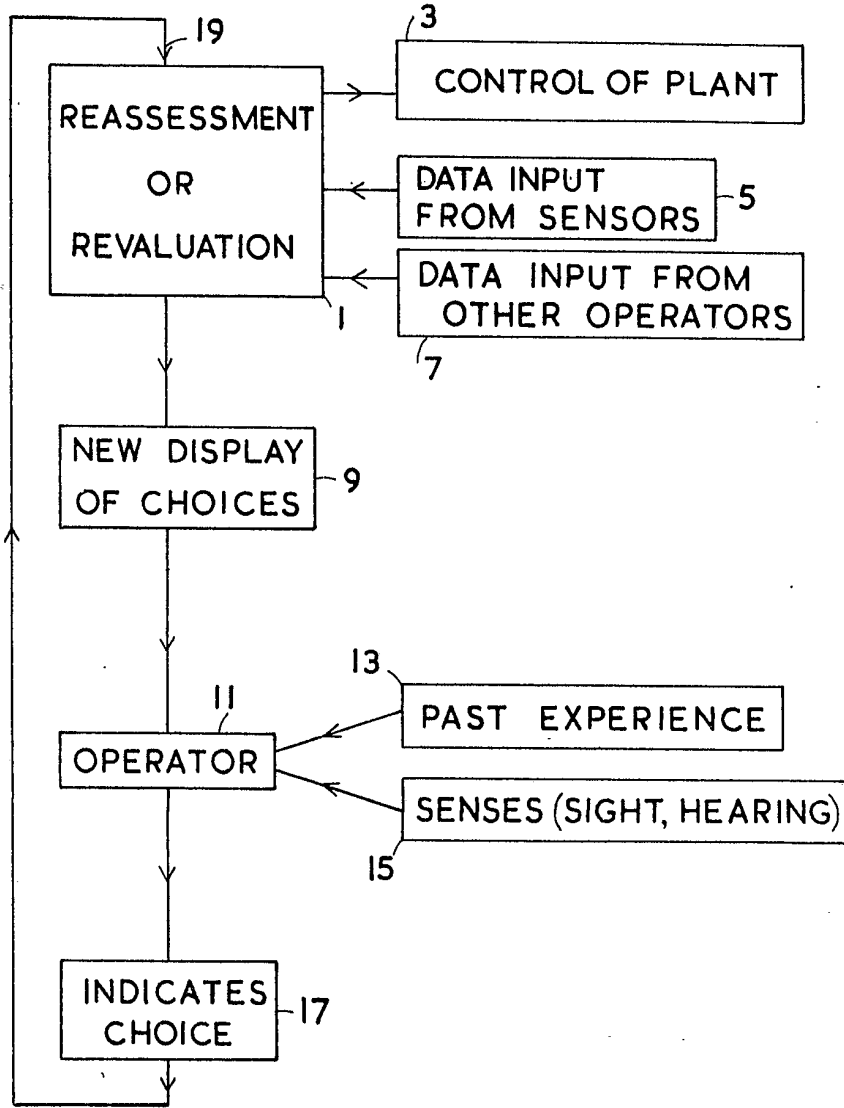 19
3
REASSESSMENT
OR
REVALUATION
1
CONTROL OF PLANT
DATA INPUT
FROM SENSORS
5
DATA INPUT FROM
OTHER OPERATORS
7
NEW DISPLAY
OF CHOICES
9
11
OPERATOR
13
PAST EXPERIENCE
SENSES (SIGHT, HEARING)
15
INDICATES
CHOICE
17